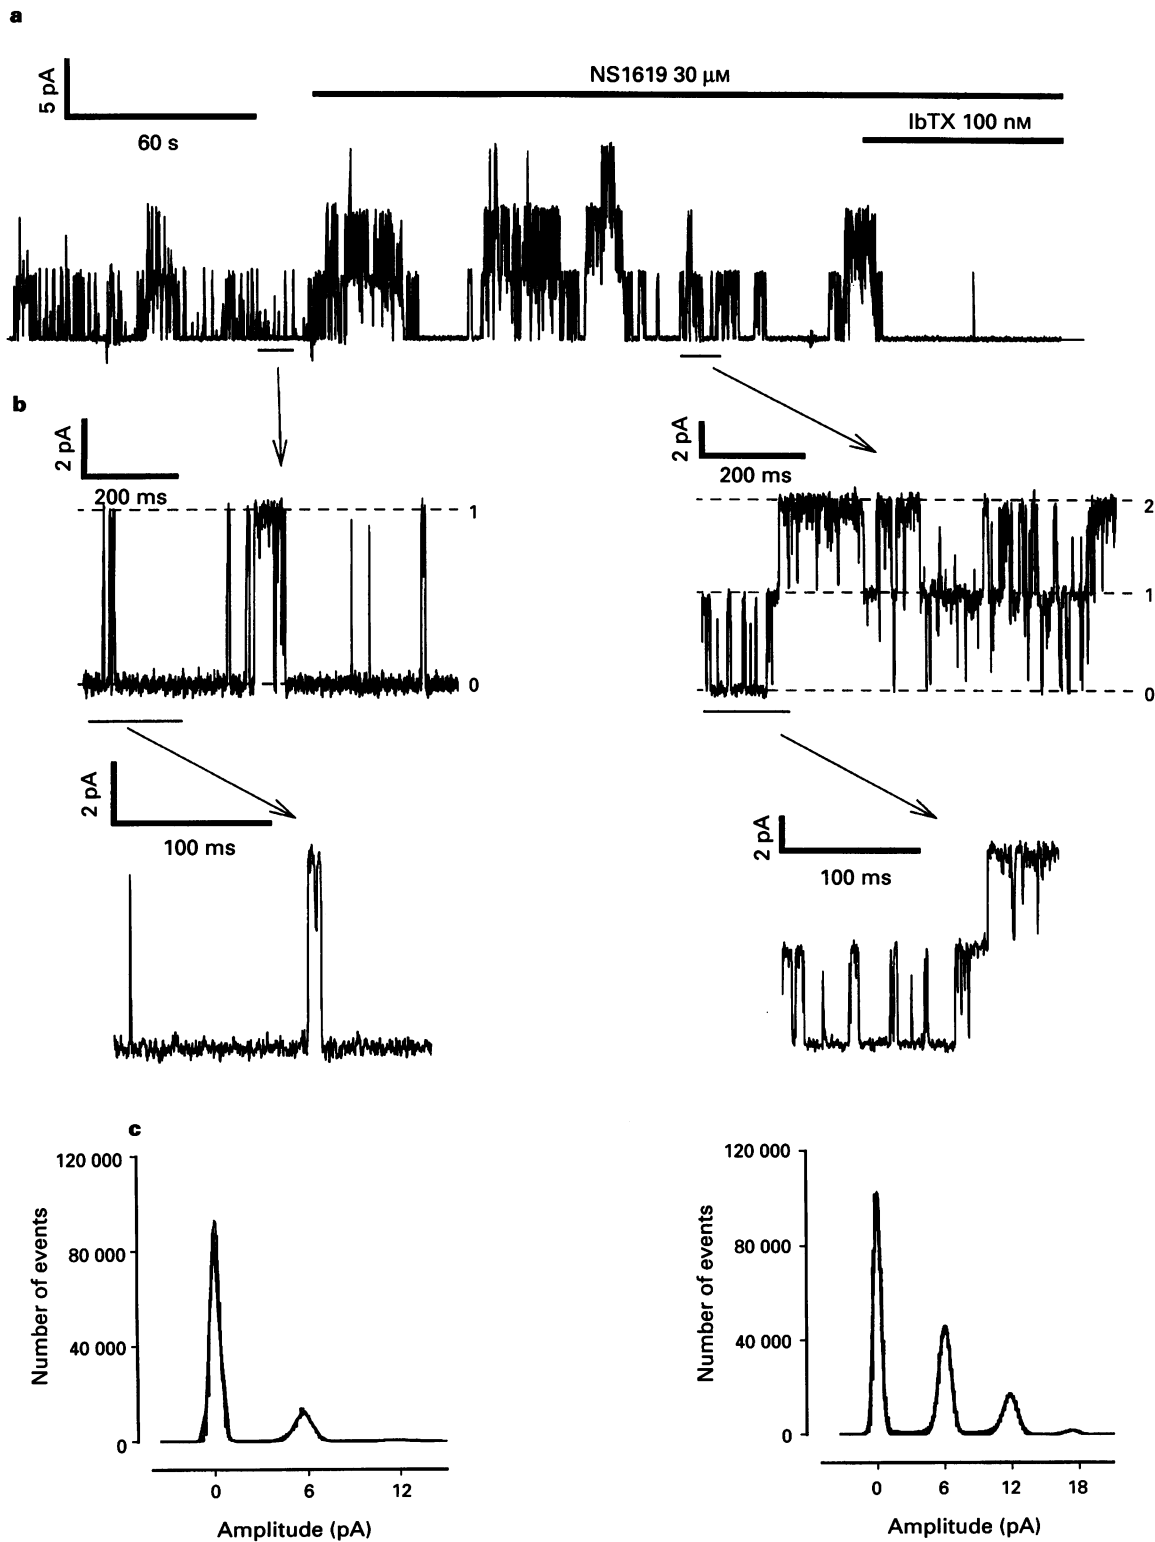 a
5 pA
60 s
NS1619 30 μM
IbTX 100 nM
b
2 pA
200 ms
1
0
2 pA
200 ms
2
1
0
2 pA
100 ms
2 pA
100 ms
c
120 000
80 000
40 000
0
Number of events
0 6 12
Amplitude (pA)
120 000
80 000
40 000
0
Number of events
0 6 12 18
Amplitude (pA)